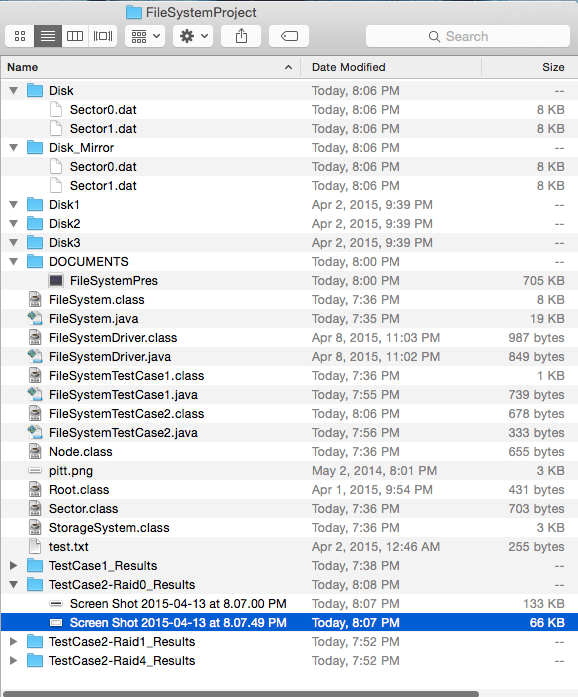 FileSystemProject
Search
Name Date Modified Size
Disk Today, 8:06 PM --
Sector0.dat Today, 8:06 PM 8 KB
Sector1.dat Today, 8:06 PM 8 KB
Disk_Mirror Today, 8:06 PM --
Sector0.dat Today, 8:06 PM 8 KB
Sector1.dat Today, 8:06 PM 8 KB
Disk1 Apr 2, 2015, 9:39 PM --
Disk2 Apr 2, 2015, 9:39 PM --
Disk3 Apr 2, 2015, 9:39 PM --
DOCUMENTS Today, 8:00 PM --
FileSystemPres Today, 8:00 PM 705 KB
FileSystem.class Today, 7:36 PM 8 KB
FileSystem.java Today, 7:35 PM 19 KB
FileSystemDriver.class Apr 8, 2015, 11:03 PM 987 bytes
FileSystemDriver.java Apr 8, 2015, 11:02 PM 849 bytes
FileSystemTestCase1.class Today, 7:36 PM 1 KB
FileSystemTestCase1.java Today, 7:55 PM 739 bytes
FileSystemTestCase2.class Today, 8:06 PM 678 bytes
FileSystemTestCase2.java Today, 7:56 PM 333 bytes
Node.class Today, 7:36 PM 655 bytes
pitt.png May 2, 2014, 8:01 PM 3 KB
Root.class Apr 1, 2015, 9:54 PM 431 bytes
Sector.class Today, 7:36 PM 703 bytes
StorageSystem.class Today, 7:36 PM 3 KB
test.txt Apr 2, 2015, 12:46 AM 255 bytes
TestCase1_Results Today, 7:38 PM --
TestCase2-Raid0_Results Today, 8:08 PM --
Screen Shot 2015-04-13 at 8.07.00 PM Today, 8:07 PM 133 KB
Screen Shot 2015-04-13 at 8.07.49 PM Today, 8:07 PM 66 KB
TestCase2-Raid1_Results Today, 7:52 PM --
TestCase2-Raid4_Results Today, 7:52 PM --